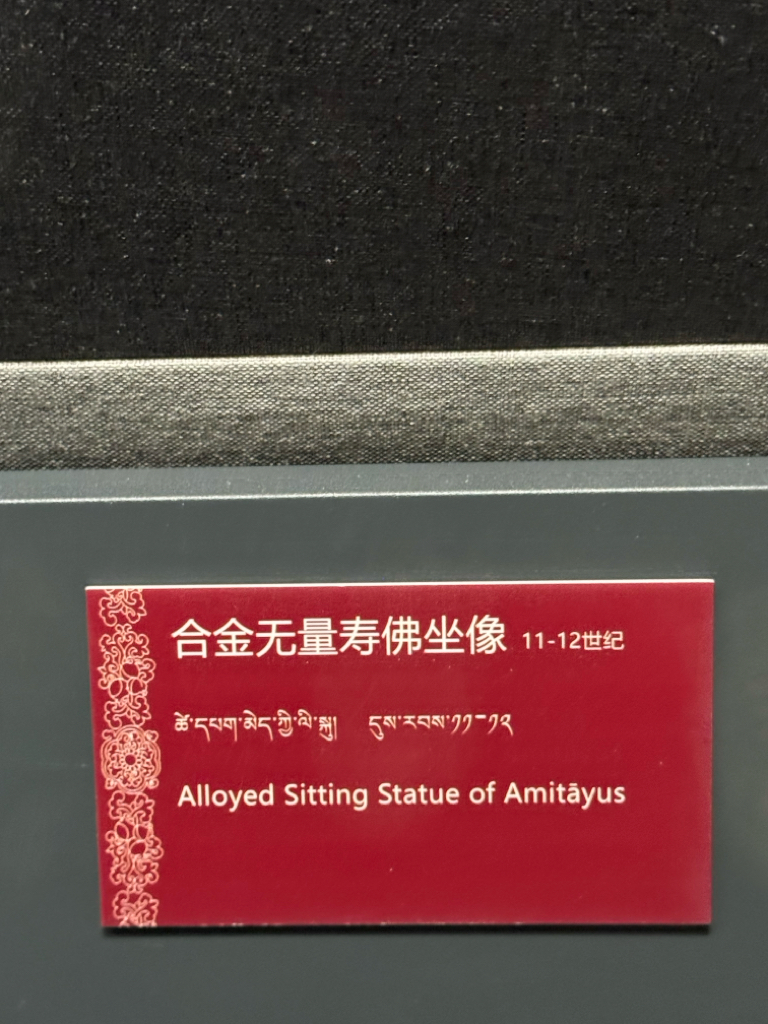 合金无量寿佛坐像 11-12世纪
ཚེ་དཔག་མེད་ཀྱི་ལི་སྐུ། དུས་རབས་༡༡-༡༢
Alloyed Sitting Statue of Amitāyus